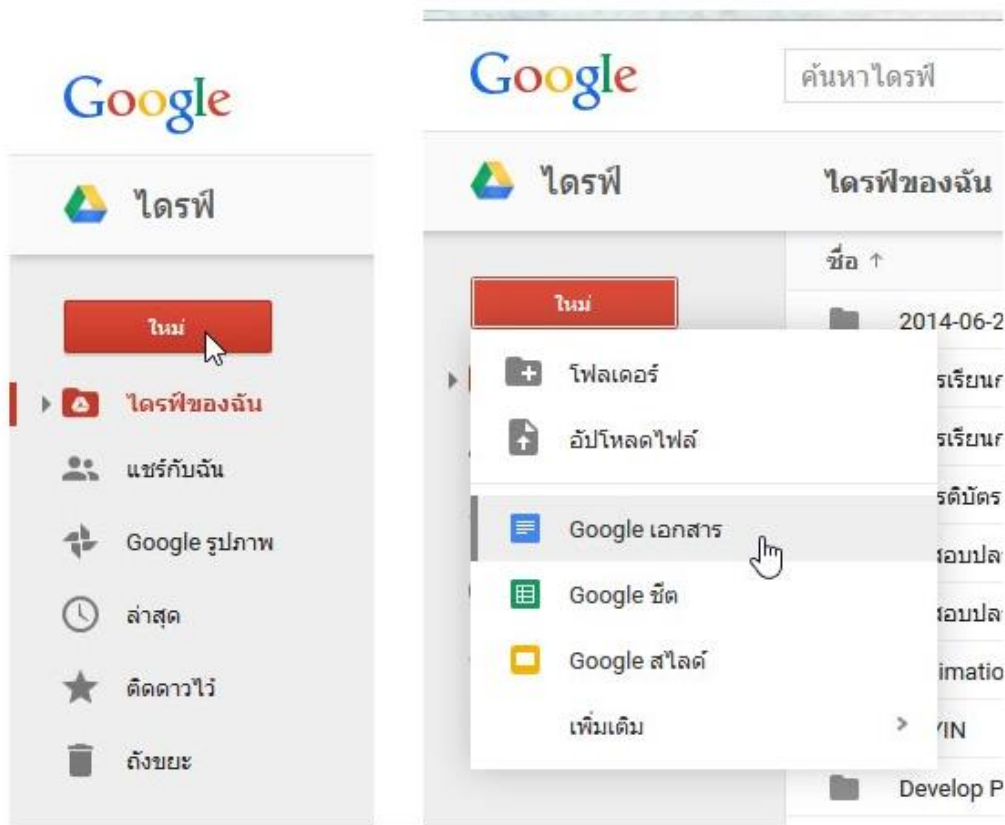 Google
ไดรฟ์
ใหม่
ไดรฟ์ของฉัน
แชร์กับฉัน
Google รูปภาพ
ล่าสุด
ติดดาวไว้
ถังขยะ
Google
ค้นหาไดรฟ์
ไดรฟ์
ไดรฟ์ของฉัน
ชื่อ ↑
ใหม่
โฟลเดอร์
อัปโหลดไฟล์
Google เอกสาร
Google ชีต
Google สไลด์
เพิ่มเติม
2014-06-2
Develop P